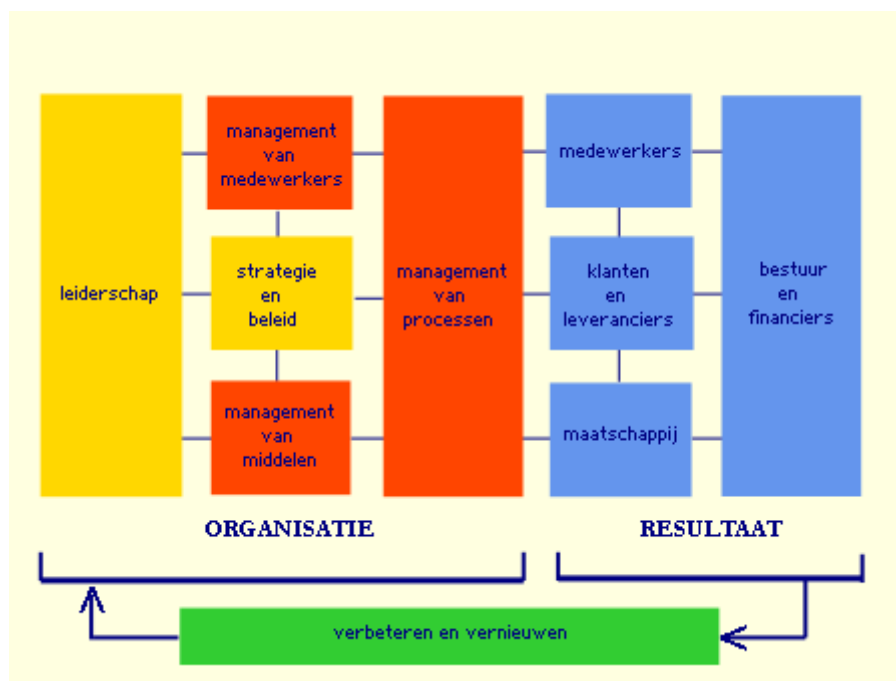 leiderschap
management
van
medewerkers
strategie
en
beleid
management
van
middelen
management
van
processen
medewerkers
klanten
en
leveranciers
maatschappij
bestuur
en
financiers
ORGANISATIE
RESULTAAT
verbeteren en vernieuwen